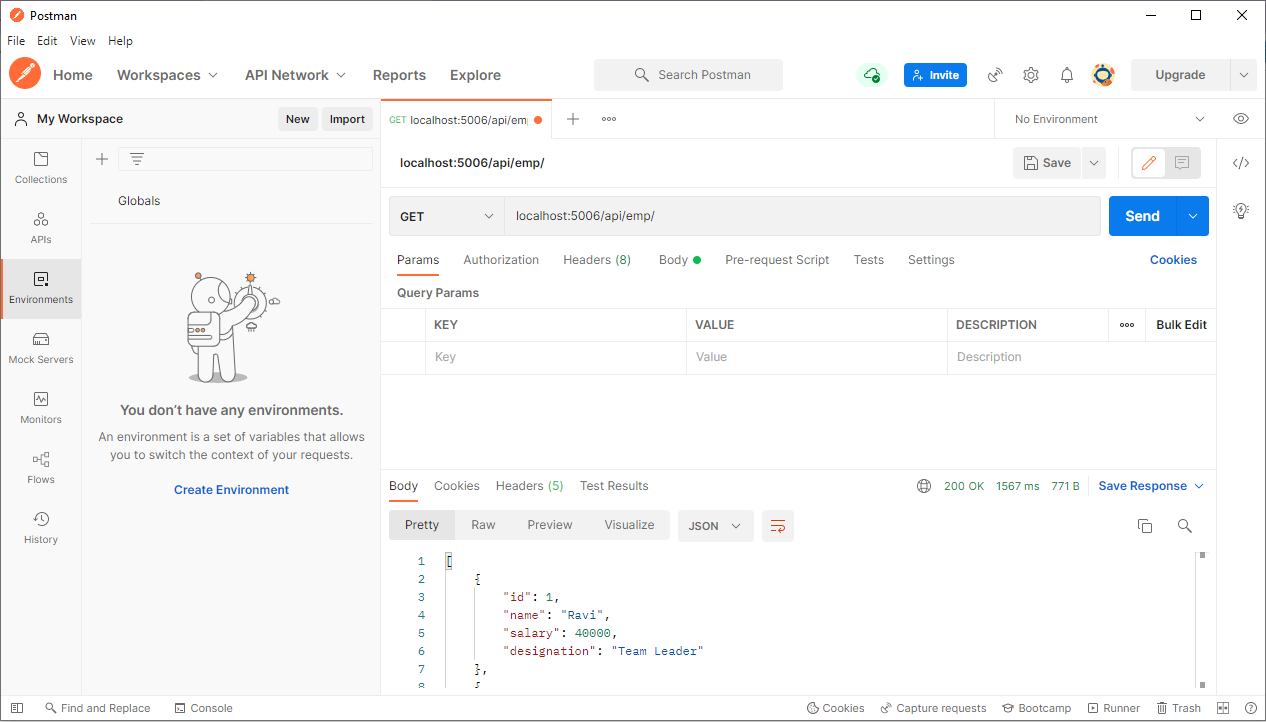 Postman
File Edit View Help
Home Workspaces API Network Reports Explore Search Postman Invite Upgrade
My Workspace New Import GET localhost:5006/api/em No Environment
localhost:5006/api/emp/ Save
Collections
Globals
APIs
GET localhost:5006/api/emp/ Send
Params Authorization Headers (8) Body Pre-request Script Tests Settings Cookies
Environments
Query Params
KEY VALUE DESCRIPTION Bulk Edit
Key Value Description
Mock Servers
Monitors
Flows
History
You don't have any environments.
An environment is a set of variables that allows
you to switch the context of your requests.
Create Environment
Body Cookies Headers (5) Test Results 200 OK 1567 ms 771 B Save Response
Pretty Raw Preview Visualize JSON
1 [
2 {
3 "id": 1,
4 "name": "Ravi",
5 "salary": 40000,
6 "designation": "Team Leader"
7 },
8 {
Find and Replace Console Cookies Capture requests Bootcamp Runner Trash